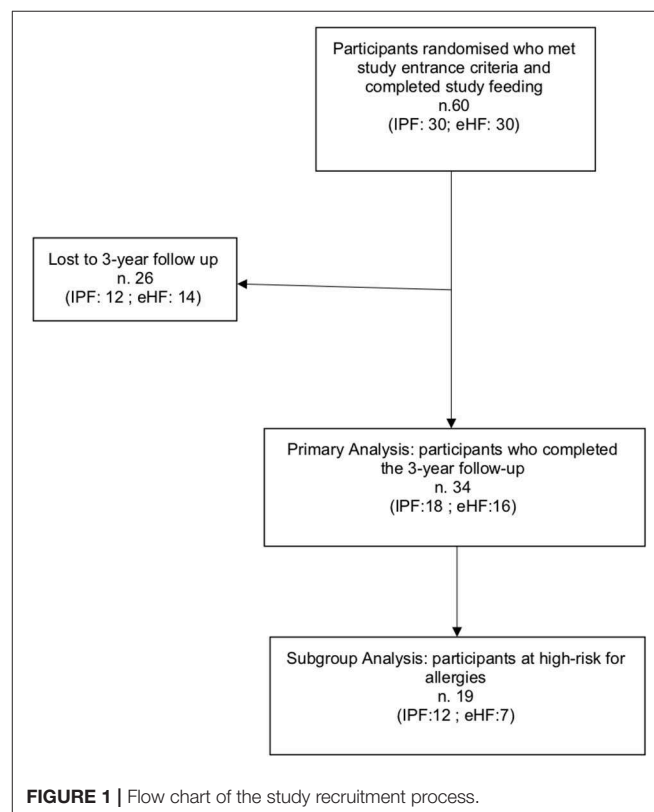 Participants randomised who met
study entrance criteria and
completed study feeding
n.60
(IPF: 30; eHF: 30)
Lost to 3-year follow up
n. 26
(IPF: 12 ; eHF: 14)
Primary Analysis: participants who completed
the 3-year follow-up
n. 34
(IPF:18 ; eHF:16)
Subgroup Analysis: participants at high-risk for
allergies
n. 19
(IPF:12 ; eHF:7)
FIGURE 1 | Flow chart of the study recruitment process.